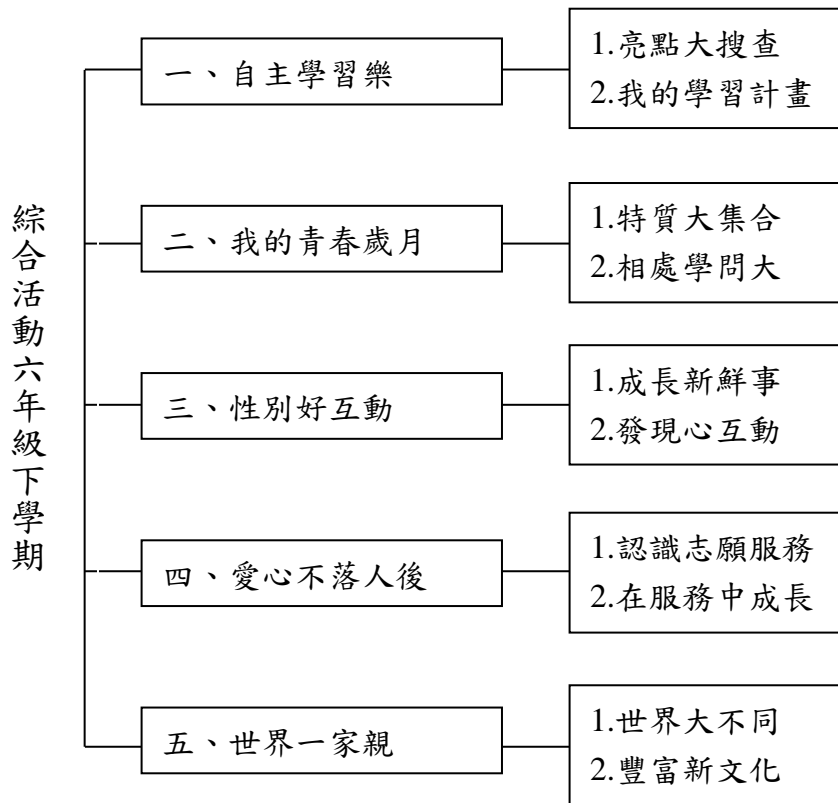 綜合活動六年級下學期
一、自主學習樂
1.亮點大搜查
2.我的學習計畫
二、我的青春歲月
1.特質大集合
2.相處學問大
三、性別好互動
1.成長新鮮事
2.發現心互動
四、愛心不落人後
1.認識志願服務
2.在服務中成長
五、世界一家親
1.世界大不同
2.豐富新文化